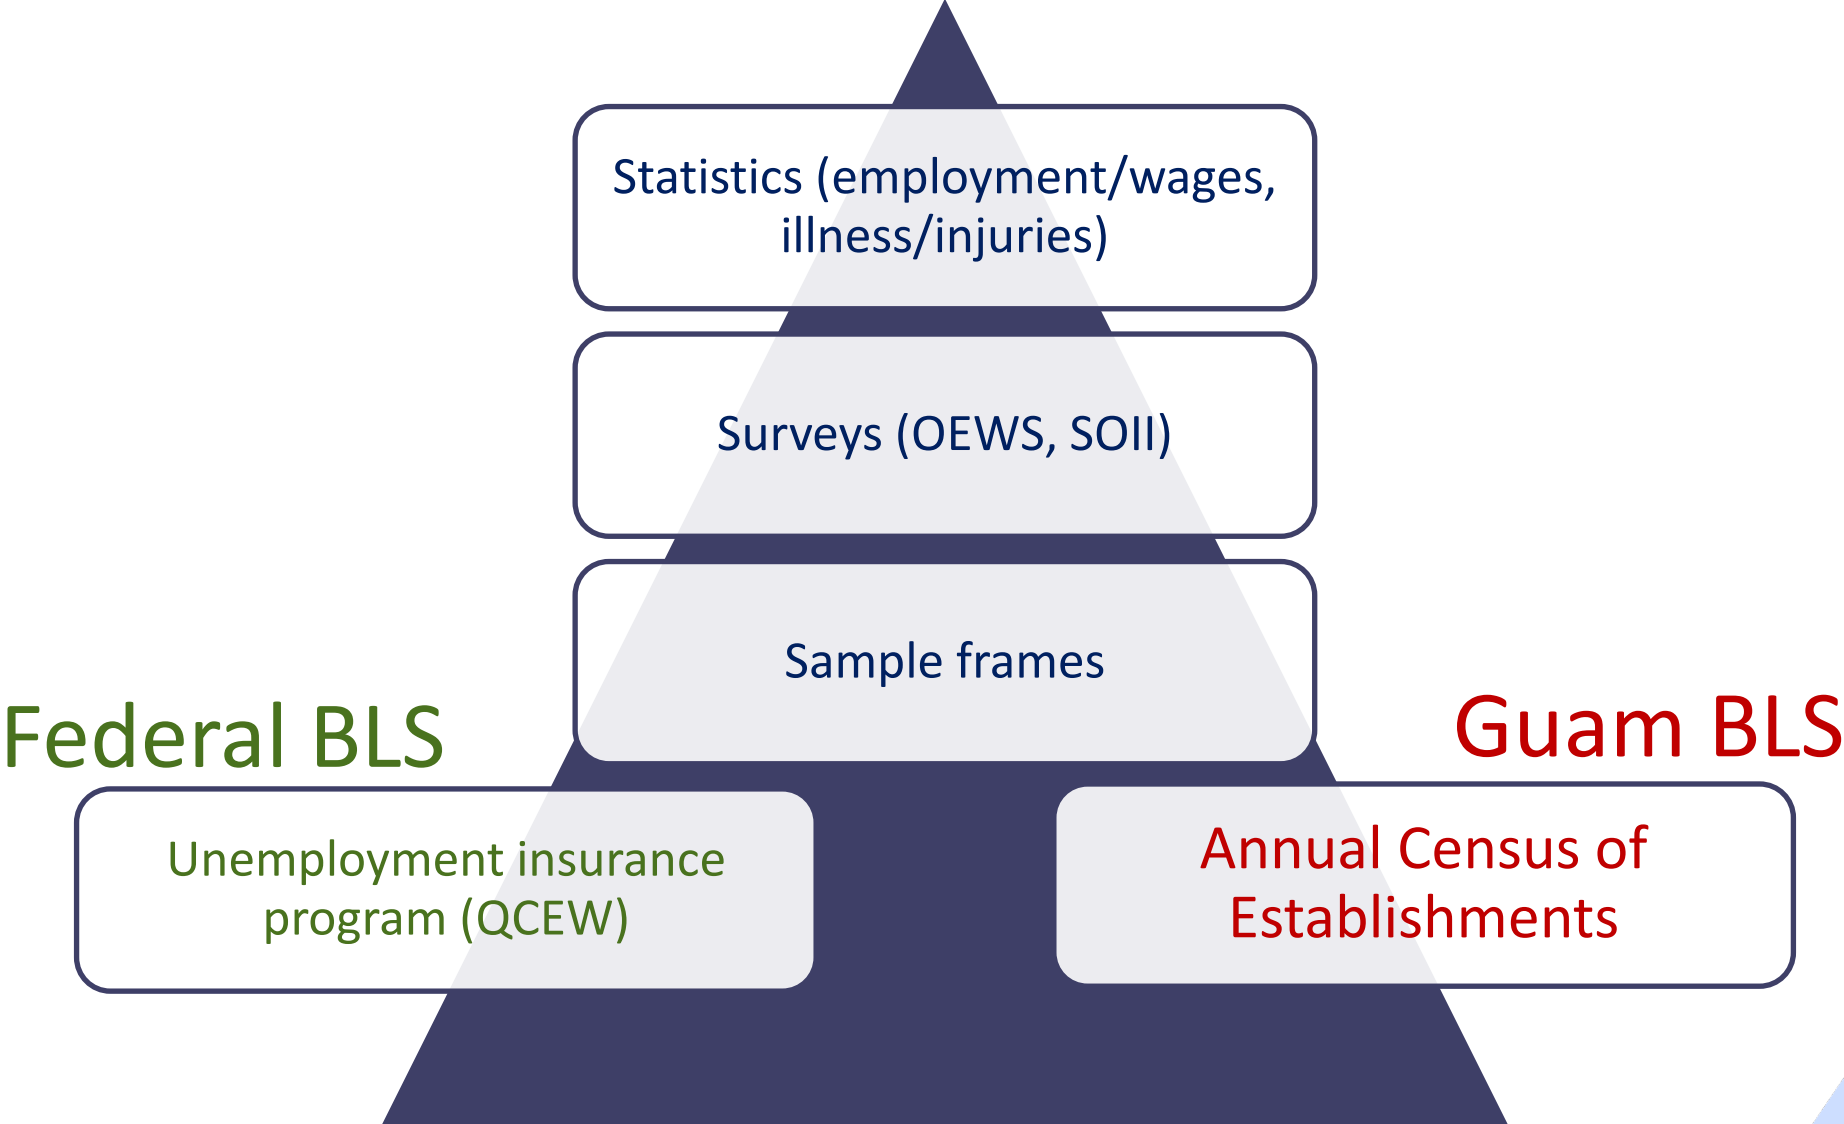 Statistics (employment/wages,
illness/injuries)
Surveys (OEWS, SOII)
Sample frames
Federal BLS
Unemployment insurance
program (QCEW)
Guam BLS
Annual Census of
Establishments